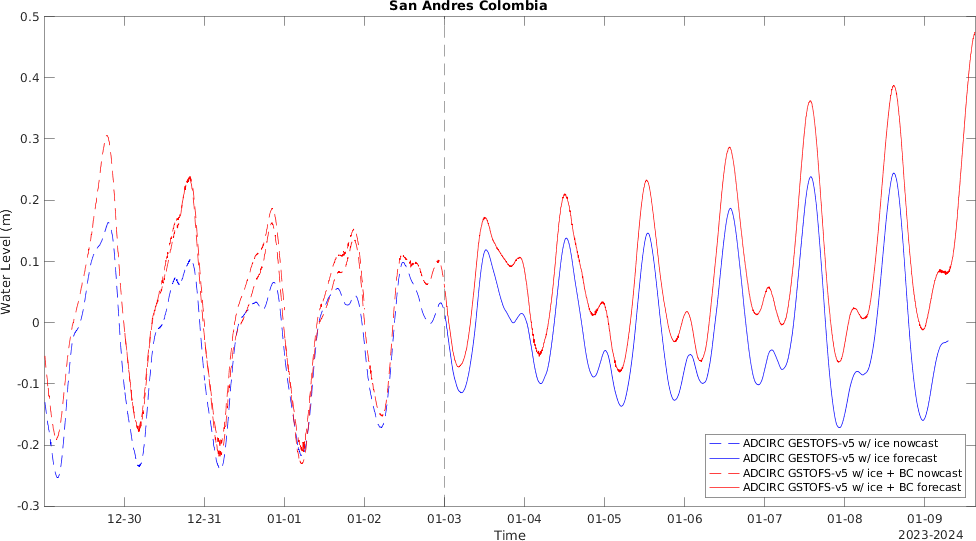 San Andres Colombia
0.5
0.4
0.3
0.2
0.1
0
-0.1
-0.2
-0.3
Water Level (m)
12-30 12-31 01-01 01-02 01-03 01-04 01-05 01-06 01-07 01-08 01-09
Time
2023-2024
ADCIRC GESTOFS-v5 w/ ice nowcast
ADCIRC GESTOFS-v5 w/ ice forecast
ADCIRC GSTOFS-v5 w/ ice + BC nowcast
ADCIRC GSTOFS-v5 w/ ice + BC forecast